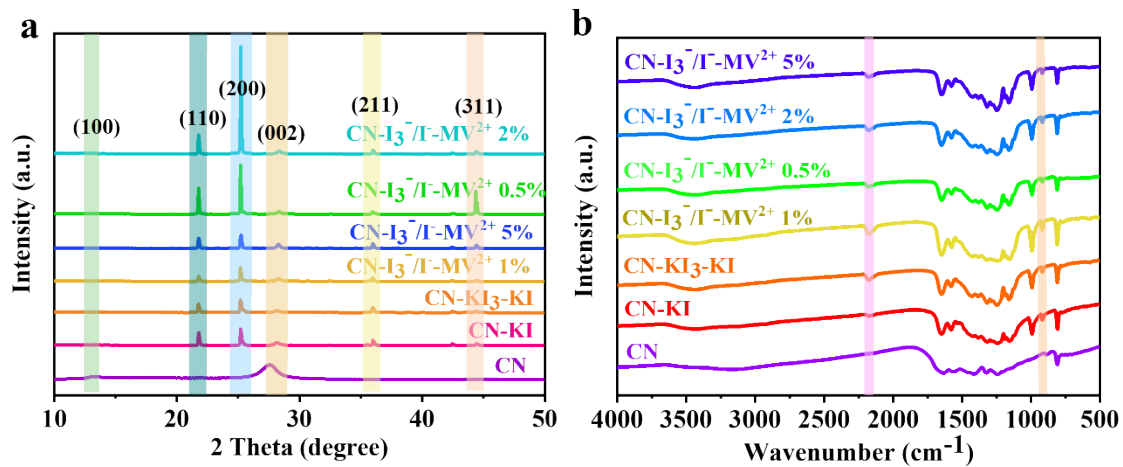 a
(100)
(110)
(200)
(002)
(211)
(311)
CN-I₃⁻/I⁻-MV²⁺ 2%
CN-I₃⁻/I⁻-MV²⁺ 0.5%
CN-I₃⁻/I⁻-MV²⁺ 5%
CN-I₃⁻/I⁻-MV²⁺ 1%
CN-KI₃-KI
CN-KI
CN
Intensity (a.u.)
10 20 30 40 50
2 Theta (degree)
b
CN-I₃⁻/I⁻-MV²⁺ 5%
CN-I₃⁻/I⁻-MV²⁺ 2%
CN-I₃⁻/I⁻-MV²⁺ 0.5%
CN-I₃⁻/I⁻-MV²⁺ 1%
CN-KI₃-KI
CN-KI
CN
Intensity (a.u.)
4000 3500 3000 2500 2000 1500 1000 500
Wavenumber (cm⁻¹)